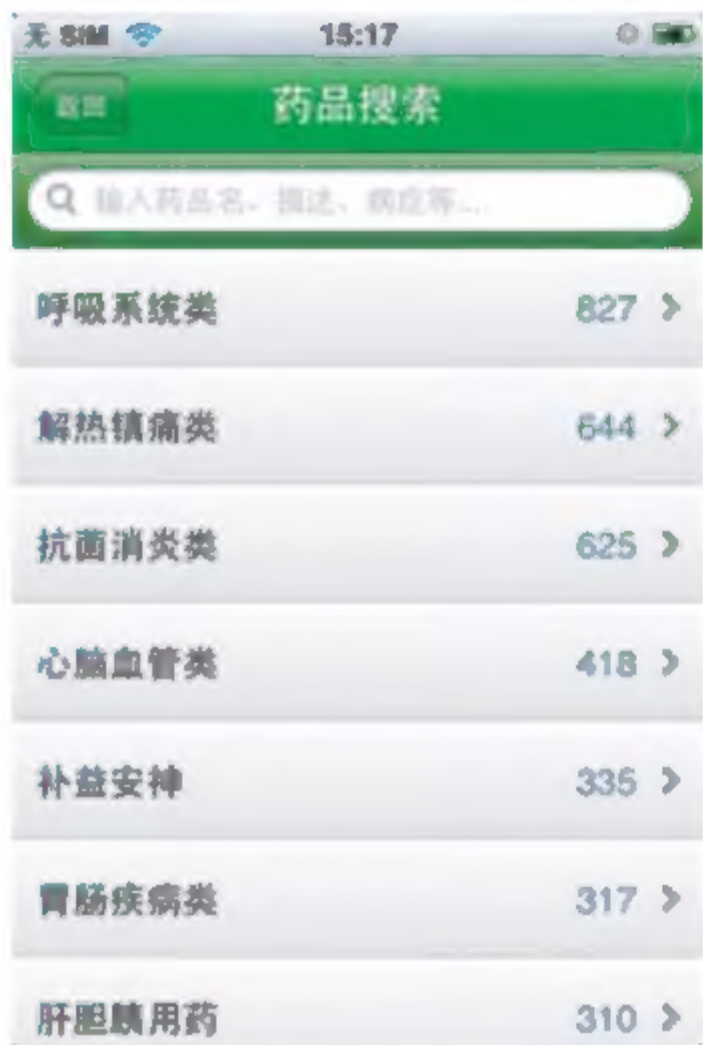 无 SIM 15:17
返回 药品搜索
输入药品名、描述、病症等...
呼吸系统类 827
解热镇痛类 644
抗菌消炎类 625
心脑血管类 418
补益安神 335
胃肠疾病类 317
肝胆胰用药 310